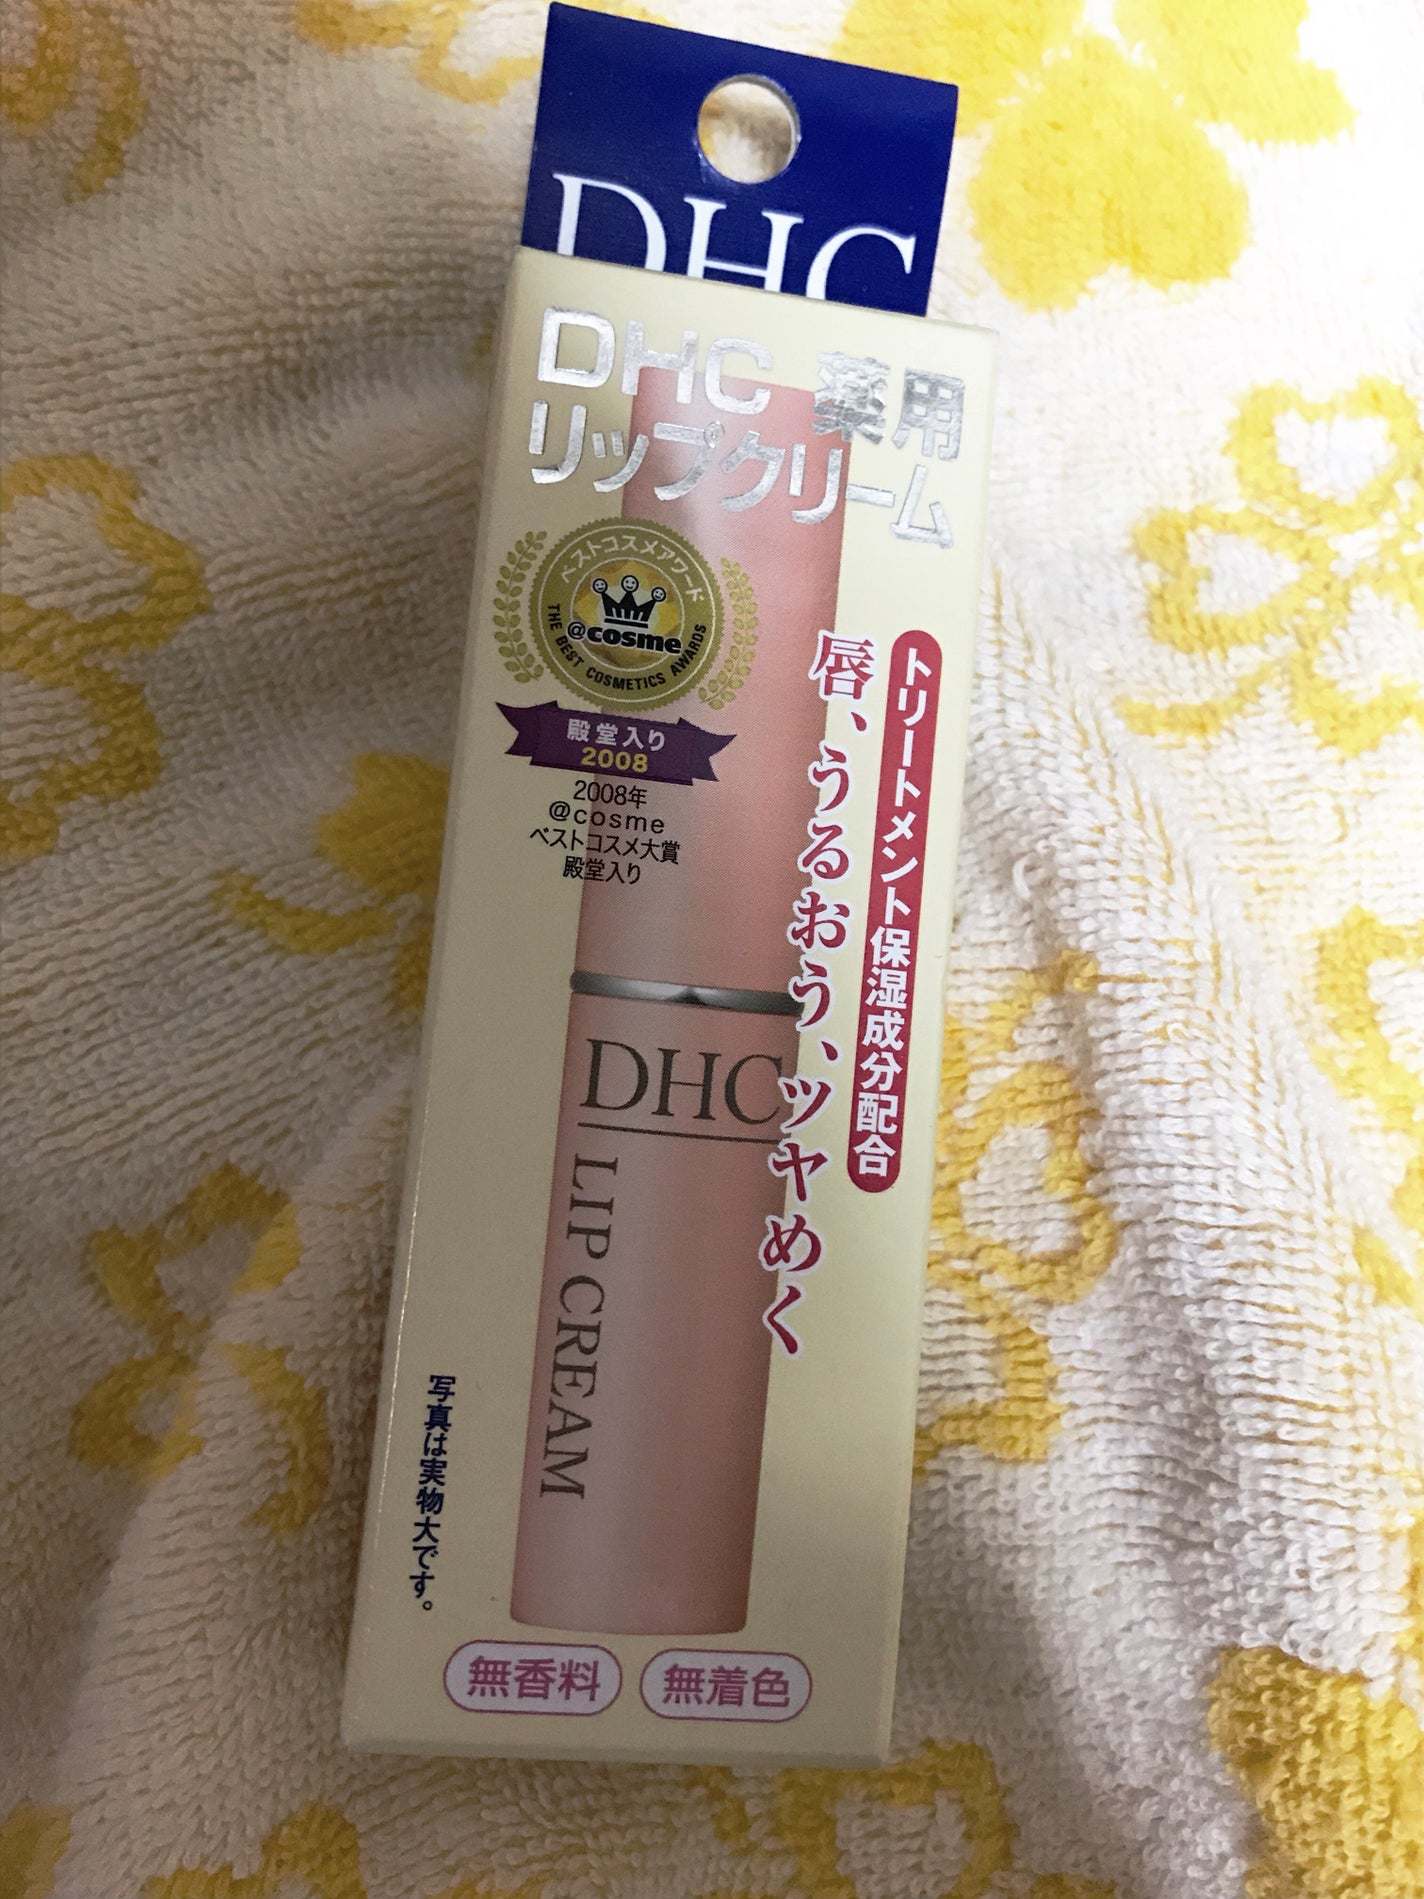 DHC
DHC 薬用
リップクリーム
ベストコスメアワード
@cosme
THE BEST COSMETICS AWARDS
殿堂入り
2008
2008年
@cosme
ベストコスメ大賞
殿堂入り
トリートメント保湿成分配合
唇、うるおう、ツヤめく
DHC
LIP CREAM
写真は実物大です。
無香料
無着色